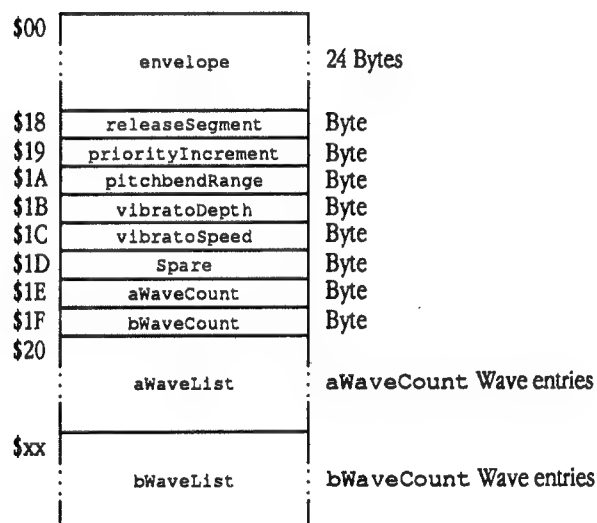 $00
envelope 24 Bytes
$18 releaseSegment Byte
$19 priorityIncrement Byte
$1A pitchbendRange Byte
$1B vibratoDepth Byte
$1C vibratoSpeed Byte
$1D Spare Byte
$1E aWaveCount Byte
$1F bWaveCount Byte
$20
aWaveList aWaveCount Wave entries
$xx
bWaveList bWaveCount Wave entries